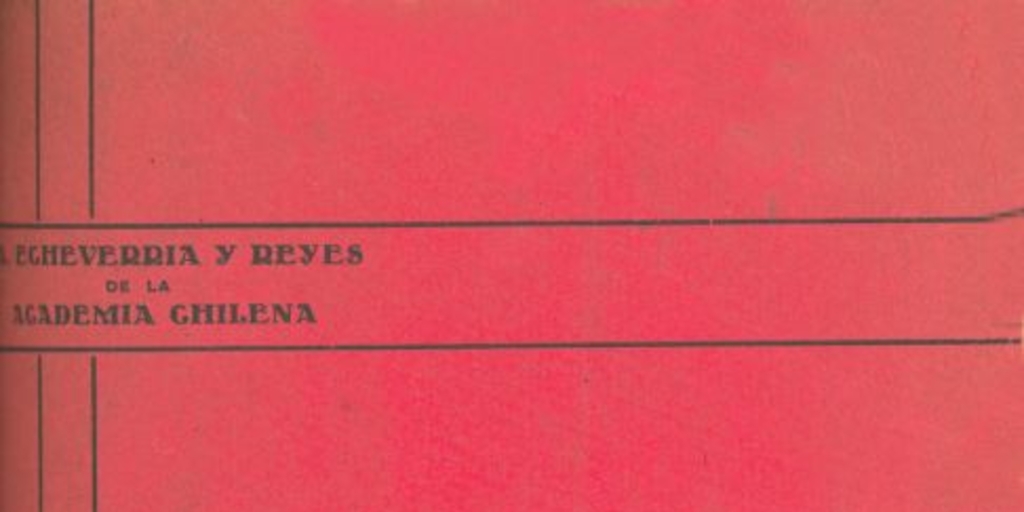 ECHEVERRIA Y REYES
DE LA
ACADEMIA CHILENA